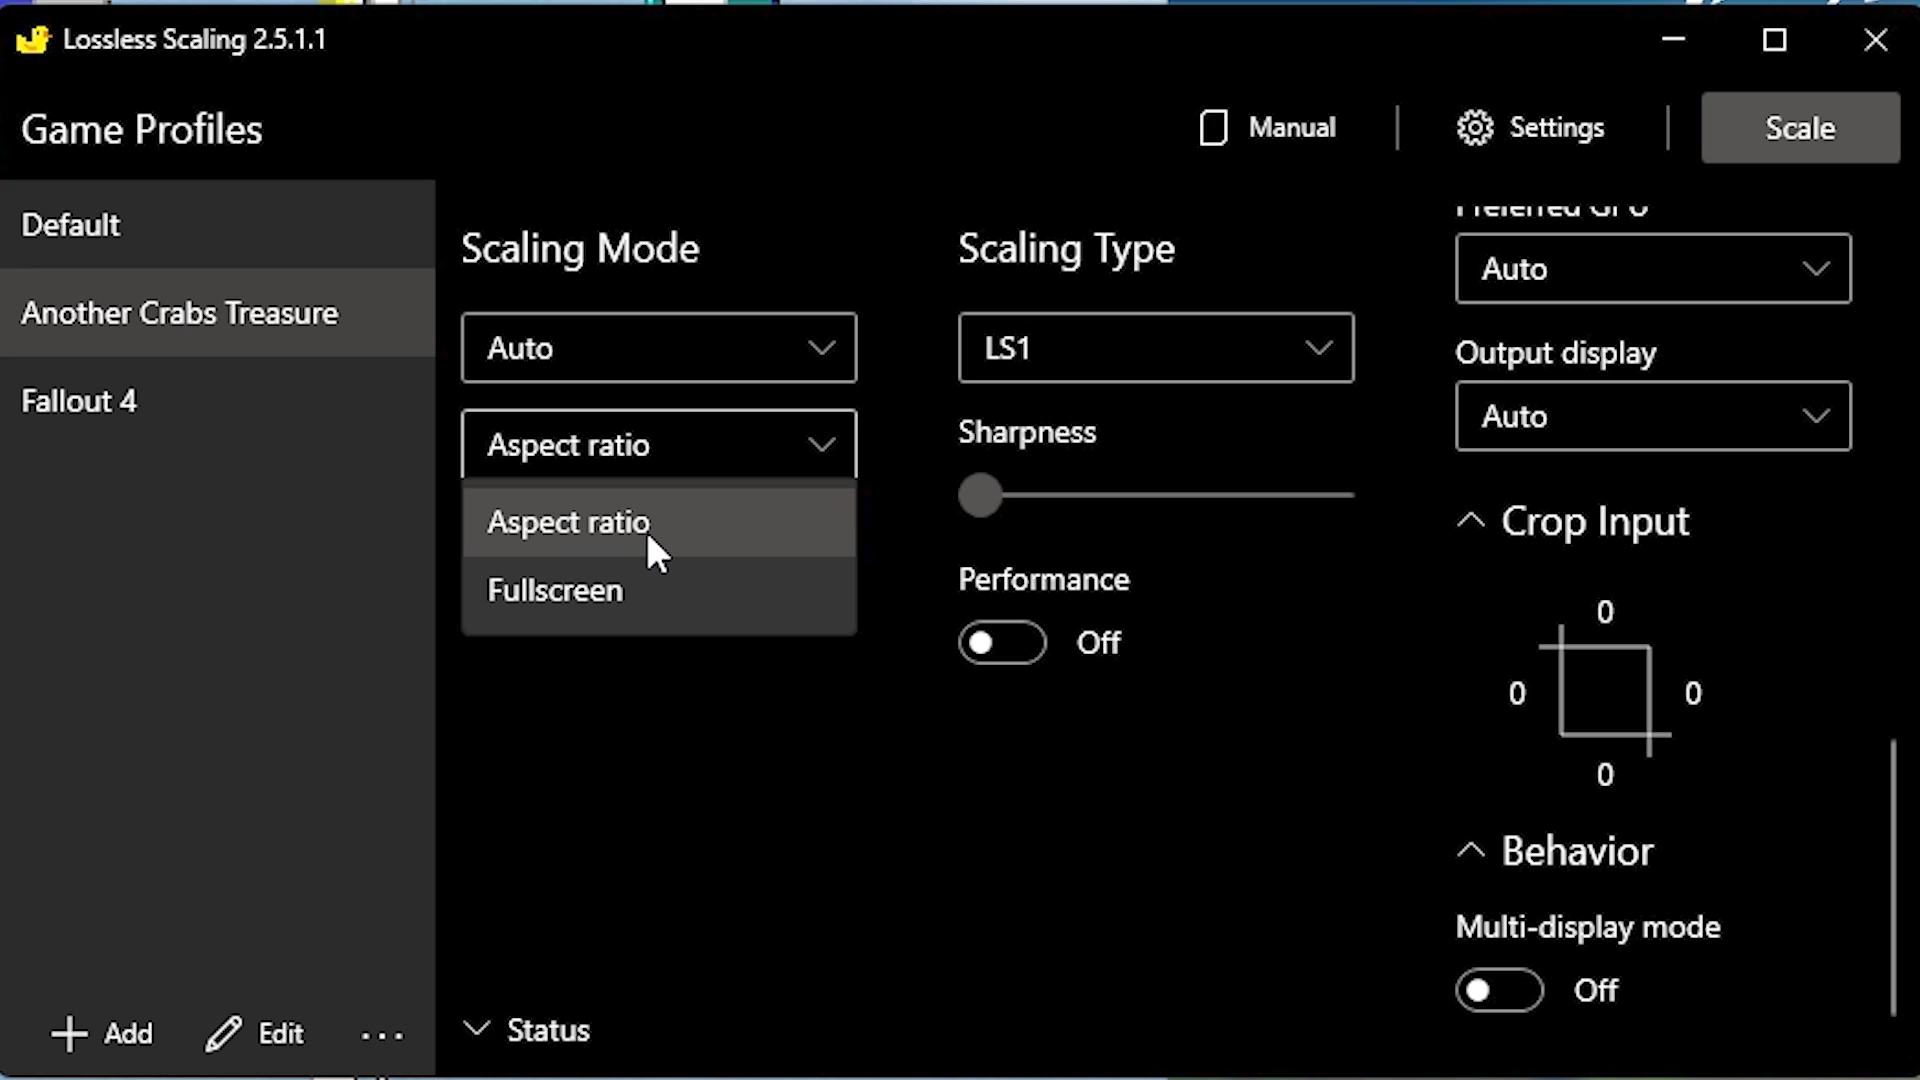 Lossless Scaling 2.5.1.1
Game Profiles
Manual
Settings
Scale
Default
Another Crabs Treasure
Fallout 4
Add
Edit
...
Scaling Mode
Auto
Aspect ratio
Aspect ratio
Fullscreen
Status
Scaling Type
LS1
Sharpness
Performance
Off
Auto
Output display
Auto
Crop Input
0
0 0
0
Behavior
Multi-display mode
Off